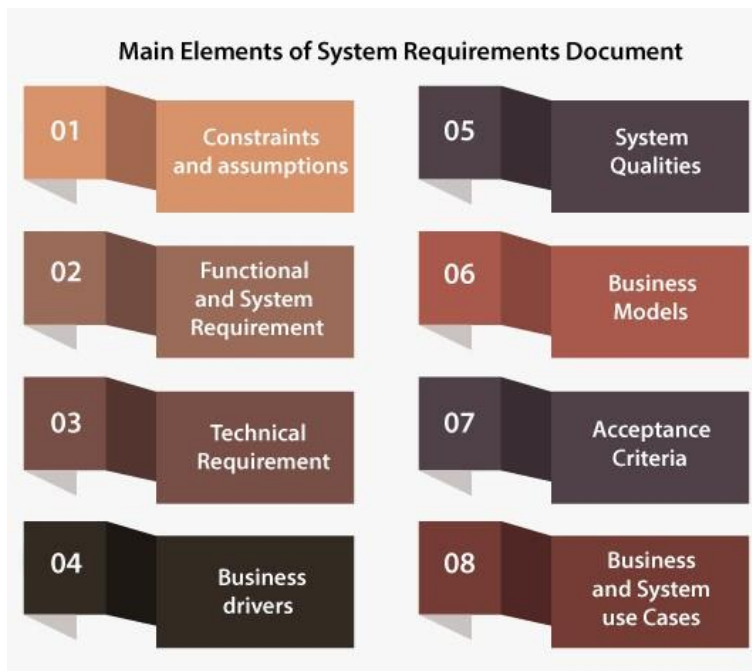 Main Elements of System Requirements Document
01
Constraints
and assumptions
02
Functional
and System
Requirement
03
Technical
Requirement
04
Business
drivers
05
System
Qualities
06
Business
Models
07
Acceptance
Criteria
08
Business
and System
use Cases